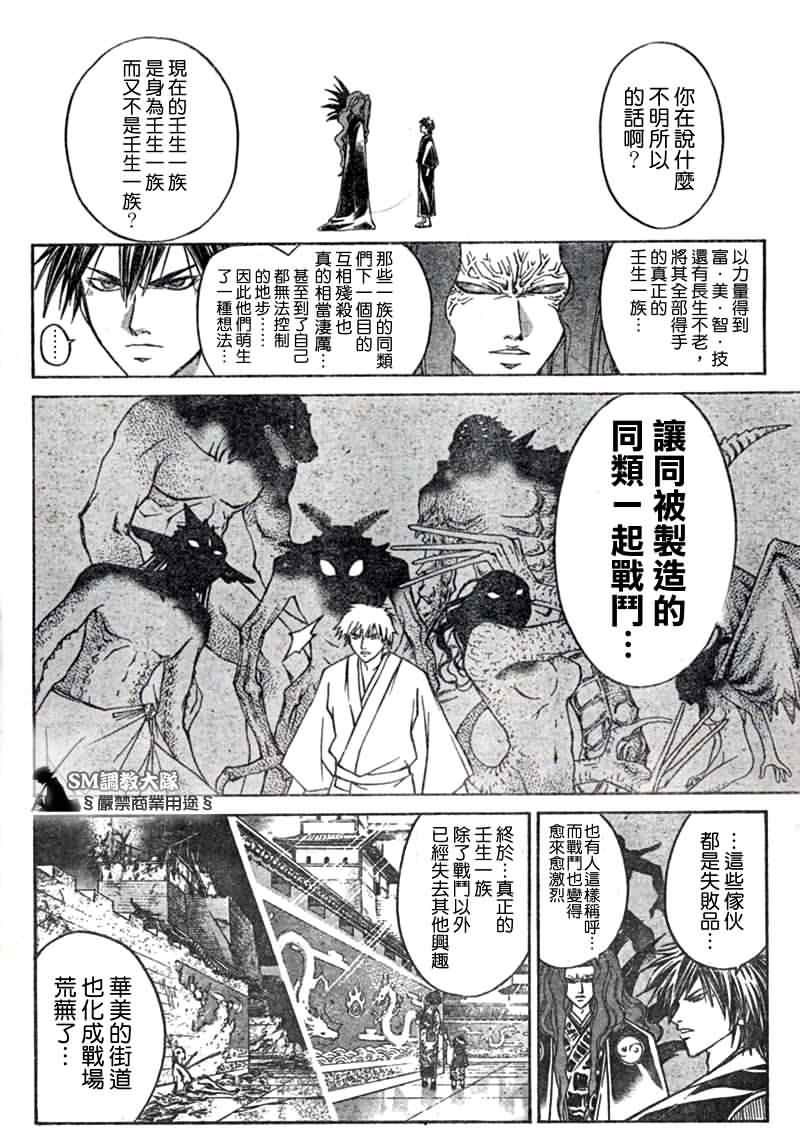 你在說什麼
不明所以
的話啊?
現在的壬生一族
是身為壬生一族
而又不是壬生一族?
以力量得到
富·美·智·技
還有長生不老,
將其全部得手
的真正的
壬生一族…
那些一族的同類
們下一個目的
互相殘殺也
真的相當淒厲…
甚至到了自己
都無法控制
的地步……
因此他們萌生
了一種想法…
……
讓同被製造的
同類一起戰鬥…
SM調教大隊
§嚴禁商業用途§
…這些傢伙
都是失敗品…
也有人這樣稱呼…
而戰鬥也變得
愈來愈激烈
終於…真正的
壬生一族
除了戰鬥以外
已經失去其他興趣
華美的街道
也化成戰場
荒蕪了…